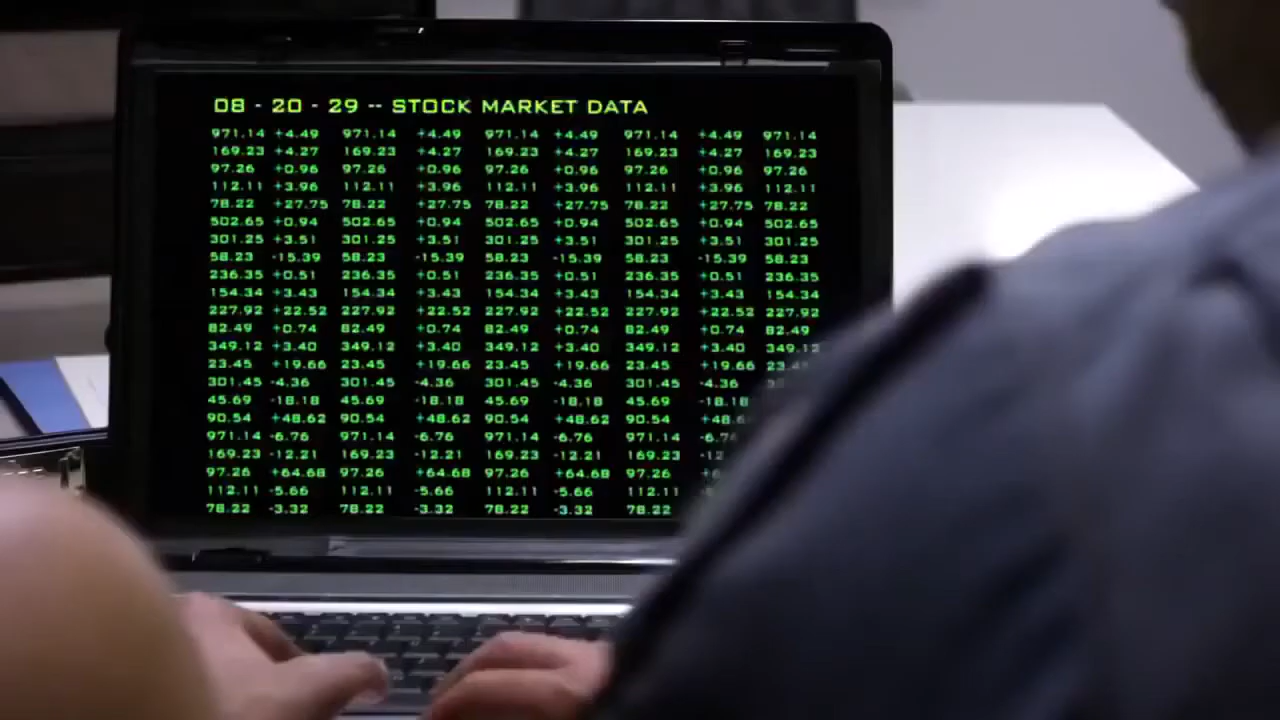 08 - 20 - 29 -- STOCK MARKET DATA
971.14 +4.49 971.14 +4.49 971.14 +4.49 971.14 +4.49 971.14
169.23 +4.27 169.23 +4.27 169.23 +4.27 169.23 +4.27 169.23
97.26 +0.96 97.26 +0.96 97.26 +0.96 97.26 +0.96 97.26
112.11 +3.96 112.11 +3.96 112.11 +3.96 112.11 +3.96 112.11
78.22 +27.75 78.22 +27.75 78.22 +27.75 78.22 +27.75 78.22
502.65 +0.94 502.65 +0.94 502.65 +0.94 502.65 +0.94 502.65
301.25 +3.51 301.25 +3.51 301.25 +3.51 301.25 +3.51 301.25
58.23 -15.39 58.23 -15.39 58.23 -15.39 58.23 -15.39 58.23
236.35 +0.51 236.35 +0.51 236.35 +0.51 236.35 +0.51 236.35
154.34 +3.43 154.34 +3.43 154.34 +3.43 154.34 +3.43 154.34
227.92 +22.52 227.92 +22.52 227.92 +22.52 227.92 +22.52 227.92
82.49 +0.74 82.49 +0.74 82.49 +0.74 82.49 +0.74 82.49
349.12 +3.40 349.12 +3.40 349.12 +3.40 349.12 +3.40 349.12
23.45 +19.66 23.45 +19.66 23.45 +19.66 23.45 +19.66
301.45 -4.36 301.45 -4.36 301.45 -4.36 301.45 -4.36
45.69 -18.18 45.69 -18.18 45.69 -18.18 45.69 -18.18
90.54 +48.62 90.54 +48.62 90.54 +48.62 90.54
971.14 -6.76 971.14 -6.76 971.14 -6.76 971.14
169.23 -12.21 169.23 -12.21 169.23 -12.21 169.23
97.26 +64.68 97.26 +64.68 97.26 +64.68 97.26
112.11 -5.66 112.11 -5.66 112.11 -5.66 112.11
78.22 -3.32 78.22 -3.32 78.22 -3.32 78.22